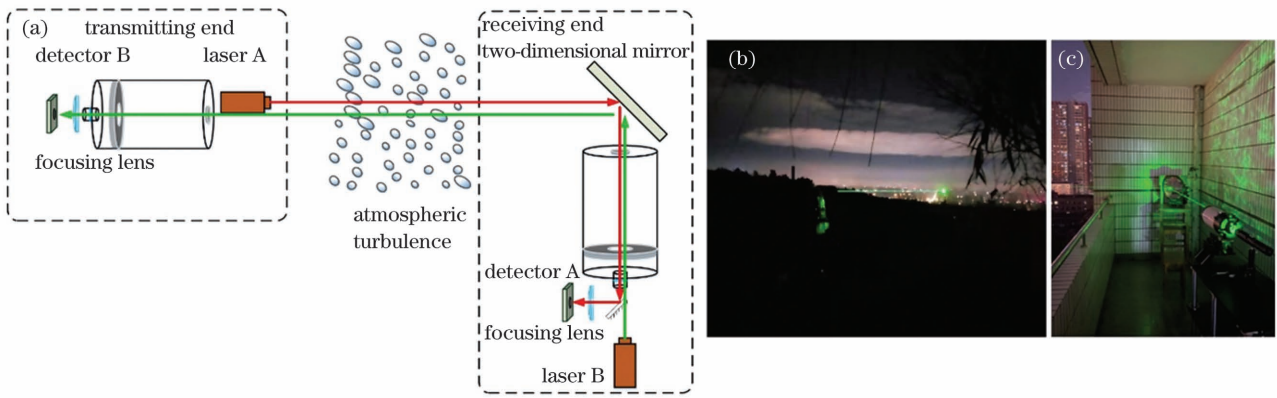 (a)
transmitting end
detector B
laser A
focusing lens
atmospheric
turbulence
receiving end
two-dimensional mirror
detector A
focusing lens
laser B
(b)
(c)